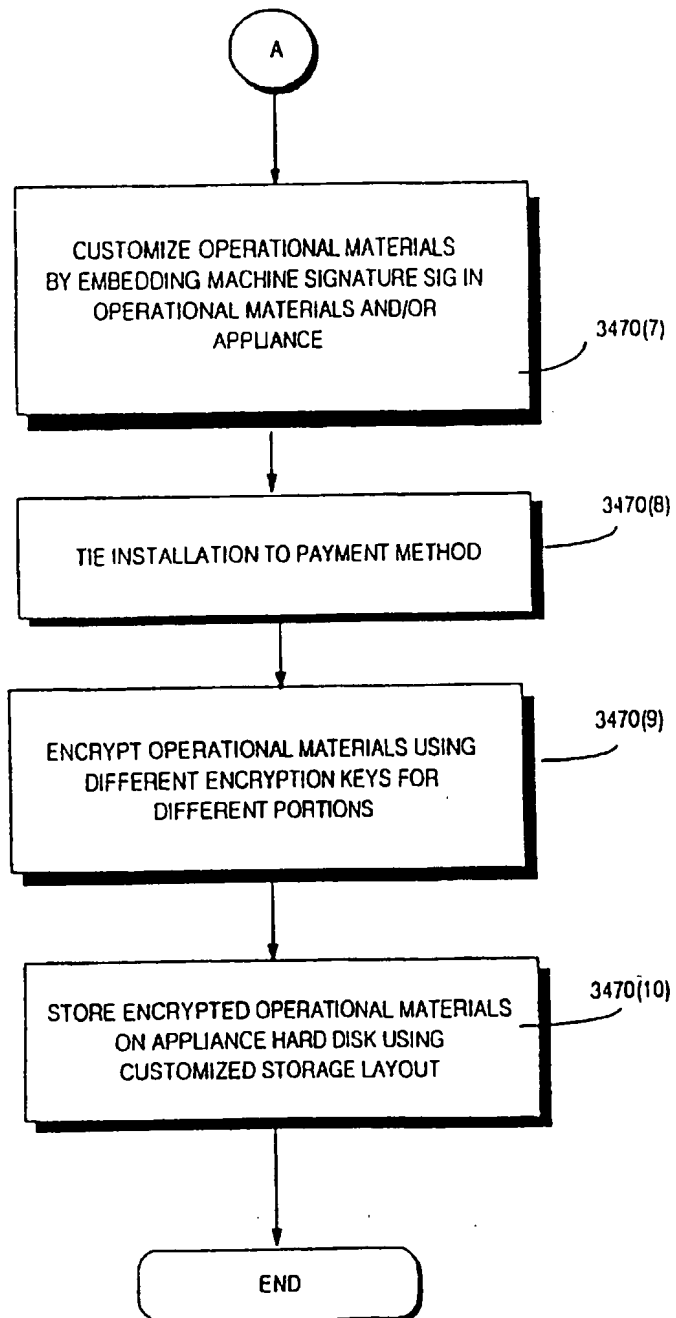 A
CUSTOMIZE OPERATIONAL MATERIALS
BY EMBEDDING MACHINE SIGNATURE SIG IN
OPERATIONAL MATERIALS AND/OR
APPLIANCE
3470(7)
3470(8)
TIE INSTALLATION TO PAYMENT METHOD
3470(9)
ENCRYPT OPERATIONAL MATERIALS USING
DIFFERENT ENCRYPTION KEYS FOR
DIFFERENT PORTIONS
3470(10)
STORE ENCRYPTED OPERATIONAL MATERIALS
ON APPLIANCE HARD DISK USING
CUSTOMIZED STORAGE LAYOUT
END